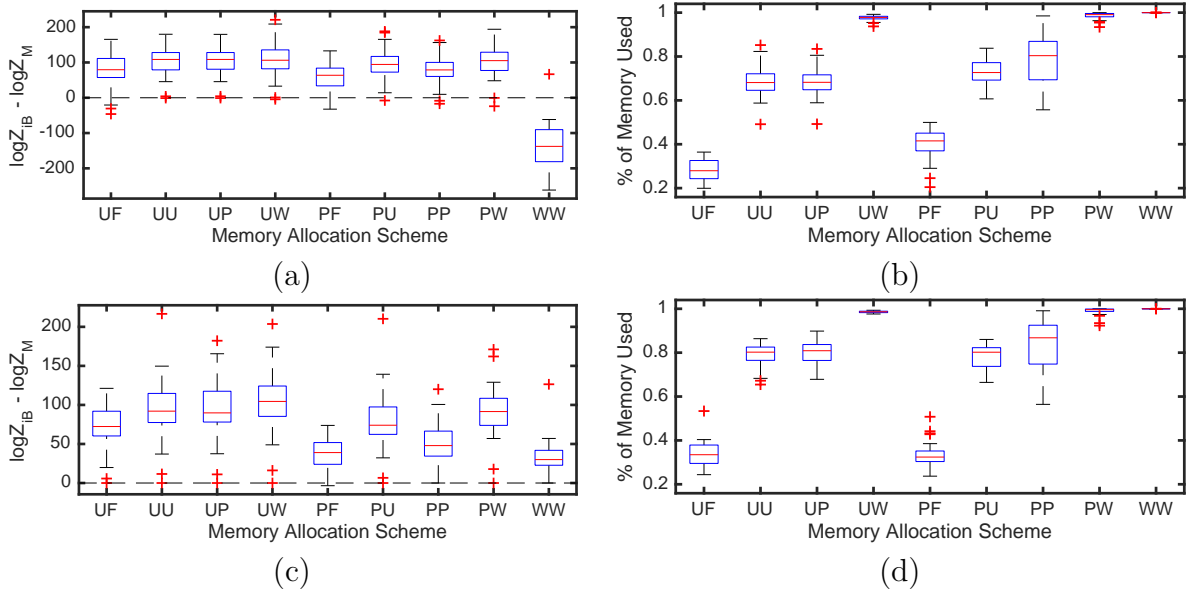 200
100
0
-100
-200
logZ_iB - logZ_M
UF UU UP UW PF PU PP PW WW
Memory Allocation Scheme
(a)
1
0.8
0.6
0.4
0.2
% of Memory Used
UF UU UP UW PF PU PP PW WW
Memory Allocation Scheme
(b)
200
150
100
50
0
logZ_iB - logZ_M
UF UU UP UW PF PU PP PW WW
Memory Allocation Scheme
(c)
1
0.8
0.6
0.4
0.2
% of Memory Used
UF UU UP UW PF PU PP PW WW
Memory Allocation Scheme
(d)